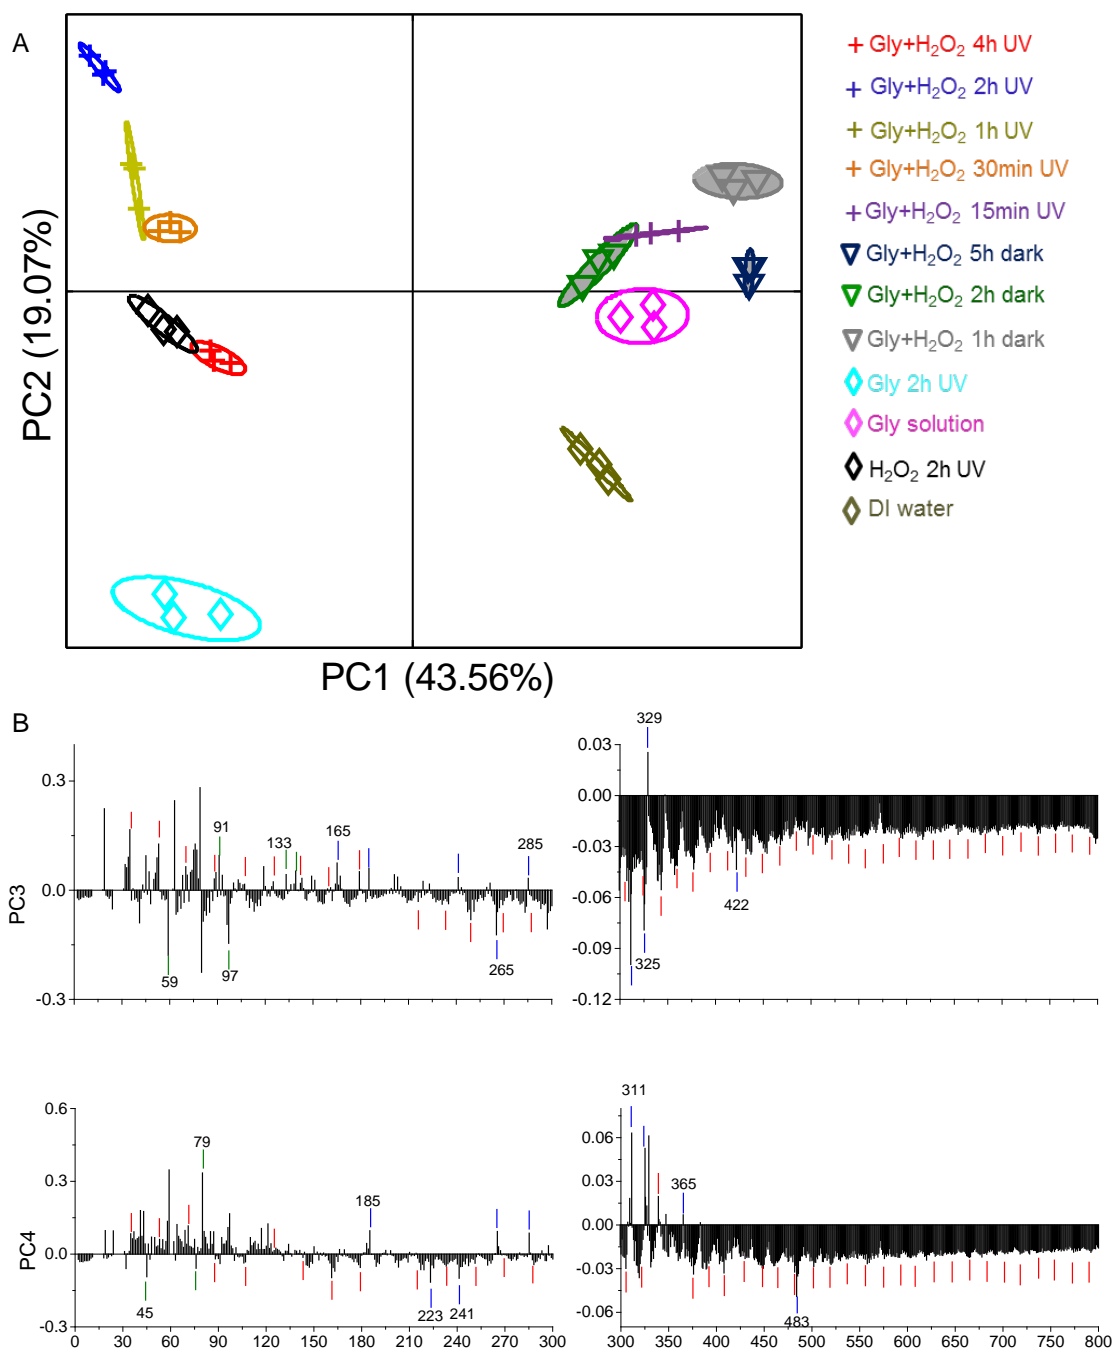 A
PC2 (19.07%)
PC1 (43.56%)
Gly+H₂O₂ 4h UV
Gly+H₂O₂ 2h UV
Gly+H₂O₂ 1h UV
Gly+H₂O₂ 30min UV
Gly+H₂O₂ 15min UV
Gly+H₂O₂ 5h dark
Gly+H₂O₂ 2h dark
Gly+H₂O₂ 1h dark
Gly 2h UV
Gly solution
H₂O₂ 2h UV
DI water
B
PC3
0.3
0.0
-0.3
91
133
165
285
59
97
265
0.03
0.00
-0.03
-0.06
-0.09
-0.12
329
325
422
PC4
0.6
0.3
0.0
-0.3
79
185
45
223
241
0 30 60 90 120 150 180 210 240 270 300
0.06
0.03
0.00
-0.03
-0.06
311
365
483
300 350 400 450 500 550 600 650 700 750 800